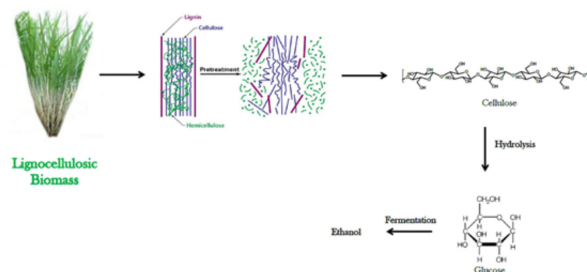 Lignin
Cellulose
Pretreatment
Hemicellulose
Lignocellulosic
Biomass
Cellulose
Hydrolysis
CH₂OH
H
O
OH
H
C
H
C
OH
H
C
C
HO
H
C
C
H
OH
Glucose
Fermentation
Ethanol